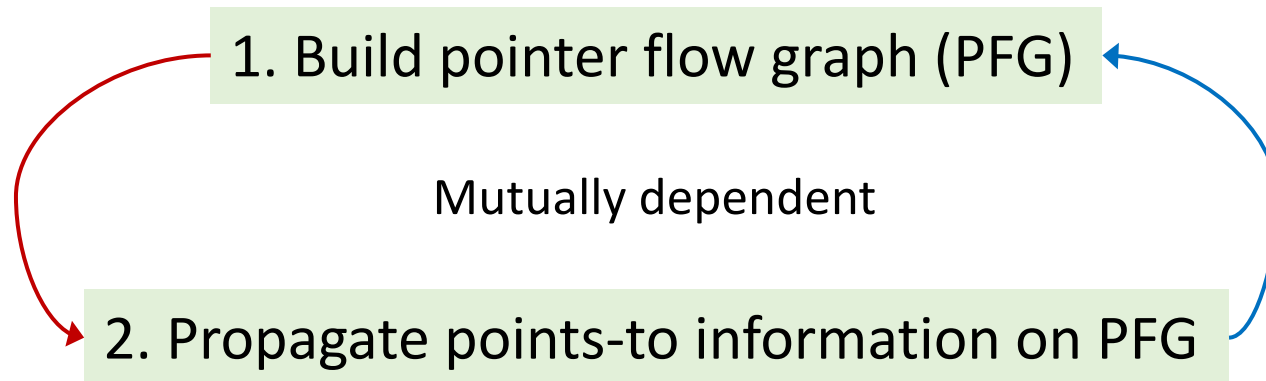 1. Build pointer flow graph (PFG)
Mutually dependent
2. Propagate points-to information on PFG